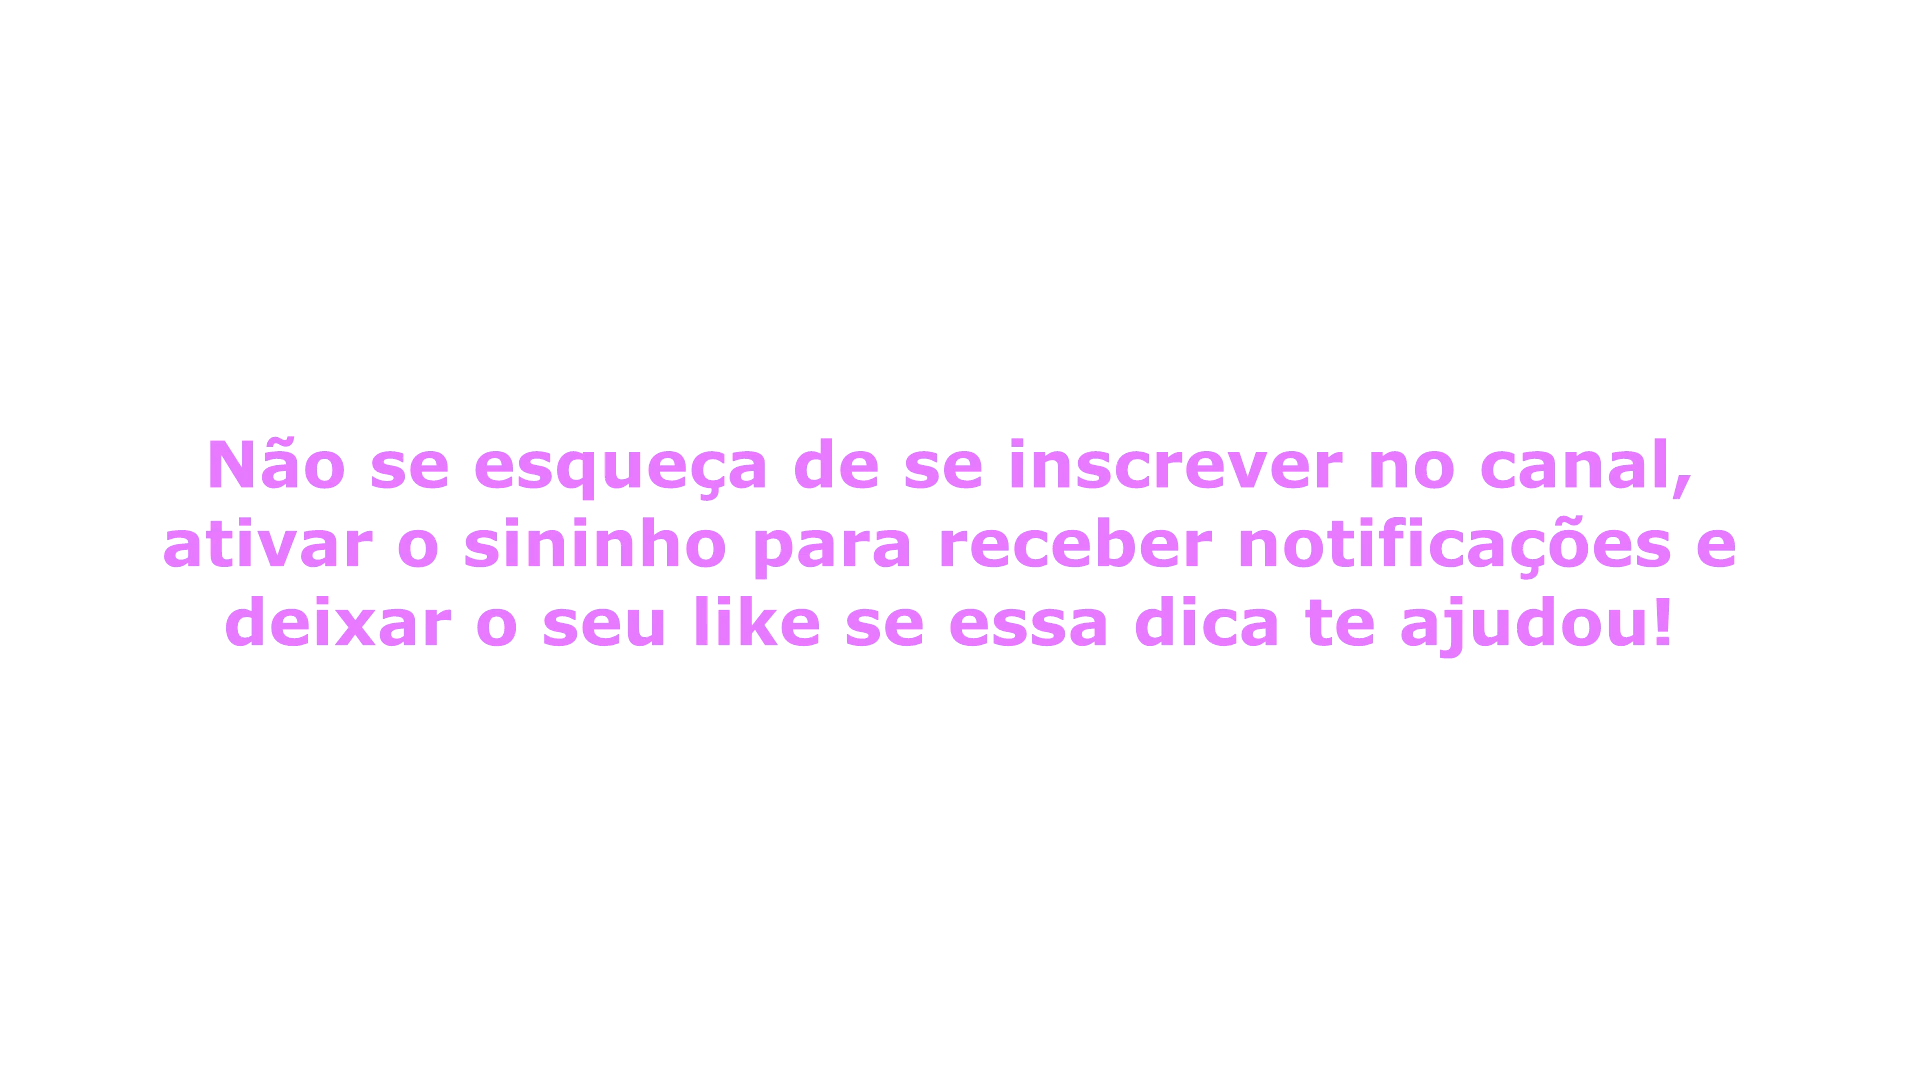 Não se esqueça de se inscrever no canal,
ativar o sininho para receber notificações e
deixar o seu like se essa dica te ajudou!